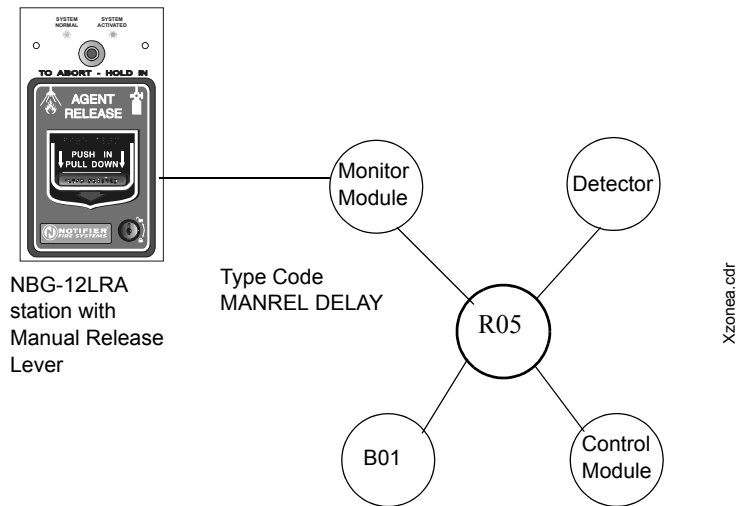 SYSTEM NORMAL
SYSTEM ACTIVATED
TO ABORT - HOLD IN
AGENT
RELEASE
PUSH IN
PULL DOWN
NOTIFIER
FIRE SYSTEMS
NBG-12LRA
station with
Manual Release
Lever
Type Code
MANREL DELAY
Monitor
Module
Detector
R05
B01
Control
Module
Xzonea.cdr